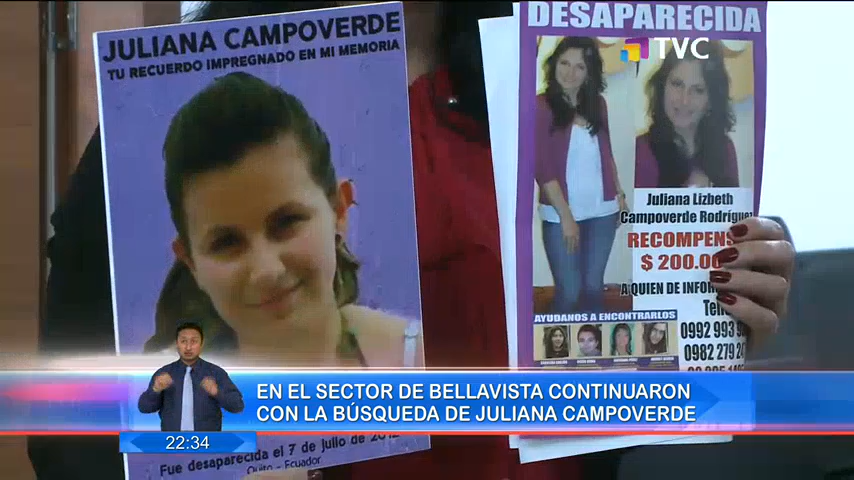 JULIANA CAMPOVERDE
TU RECUERDO IMPREGNADO EN MI MEMORIA
DESAPARECIDA
TVC
Juliana Lizbeth
Campoverde Rodríguez
RECOMPENS
$ 200.00
A QUIEN DE INFOR
AYUDANOS A ENCONTRARLOS
0992 993
0982 279
EN EL SECTOR DE BELLAVISTA CONTINUARON
CON LA BÚSQUEDA DE JULIANA CAMPOVERDE
22:34
Fue desaparecida el 7 de julio de 2012
Quito - Ecuador